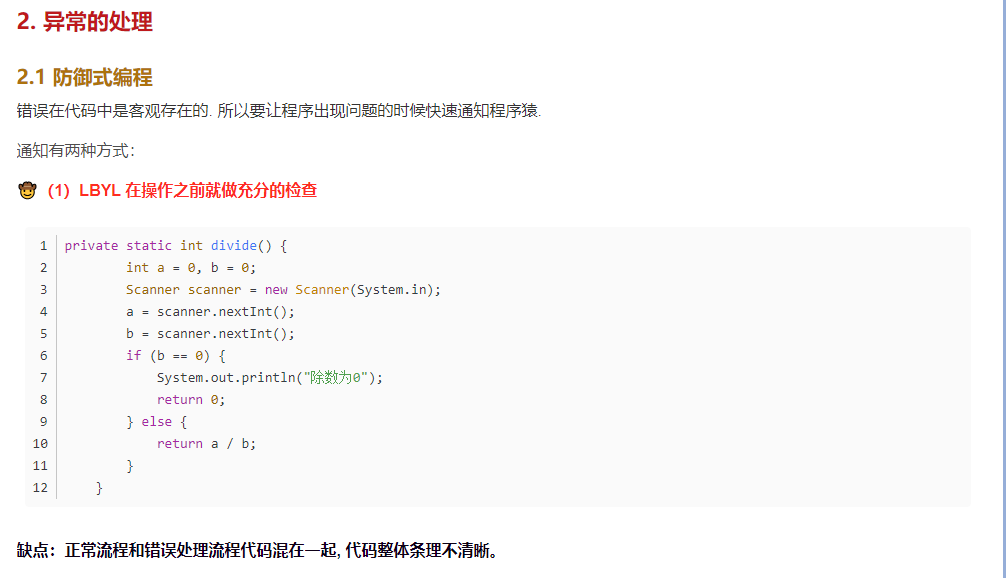 2. 异常的处理
2.1 防御式编程
错误在代码中是客观存在的. 所以要让程序出现问题的时候快速通知程序猿.
通知有两种方式：
（1）LBYL 在操作之前就做充分的检查
1 private static int divide() {
2 int a = 0, b = 0;
3 Scanner scanner = new Scanner(System.in);
4 a = scanner.nextInt();
5 b = scanner.nextInt();
6 if (b == 0) {
7 System.out.println("除数为0");
8 return 0;
9 } else {
10 return a / b;
11 }
12 }
缺点：正常流程和错误处理流程代码混在一起, 代码整体条理不清晰。